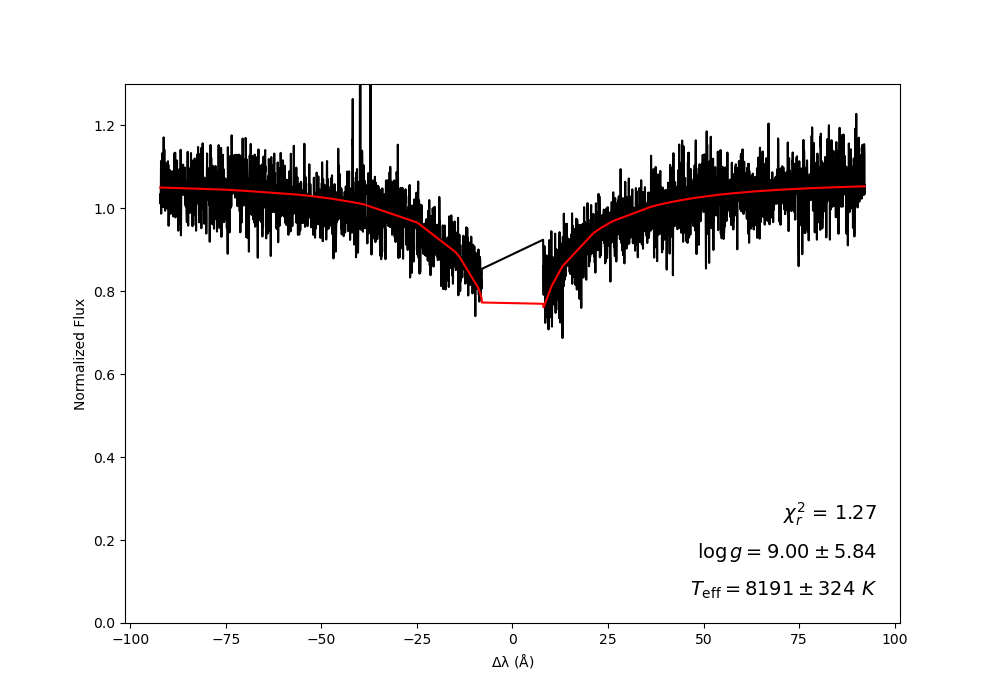 1.2
1.0
0.8
0.6
0.4
0.2
0.0
Normalized Flux
χ²ᵣ = 1.27
log g = 9.00 ± 5.84
T_eff = 8191 ± 324 K
−100 −75 −50 −25 0 25 50 75 100
Δλ (Å)